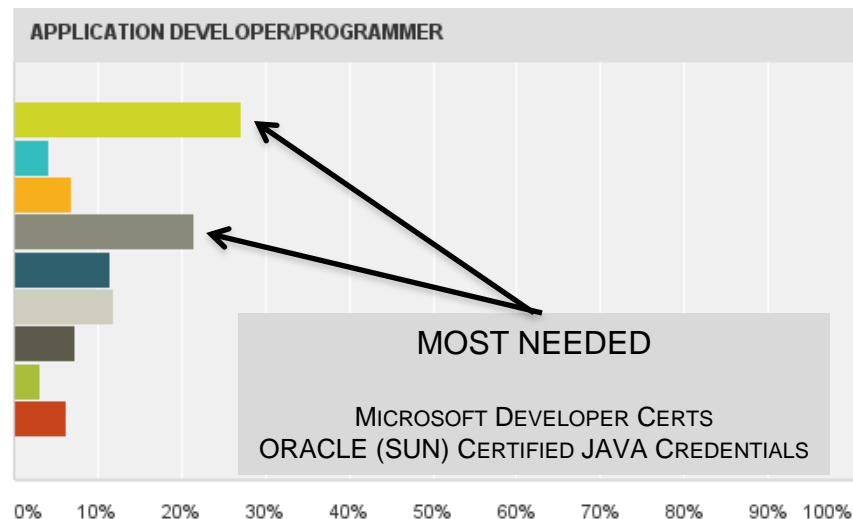 APPLICATION DEVELOPER/PROGRAMMER
MOST NEEDED
MICROSOFT DEVELOPER CERTS
ORACLE (SUN) CERTIFIED JAVA CREDENTIALS
0% 10% 20% 30% 40% 50% 60% 70% 80% 90% 100%